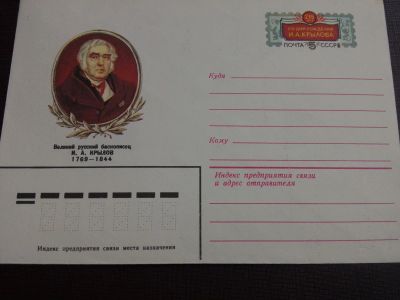 И. А. КРЫЛОВА
ПОЧТА 5 СССР
Куда
Великий русский баснописец
И. А. КРЫЛОВ
1769—1844
Кому
Индекс предприятия связи
и адрес отправителя
Индекс предприятия связи места назначения